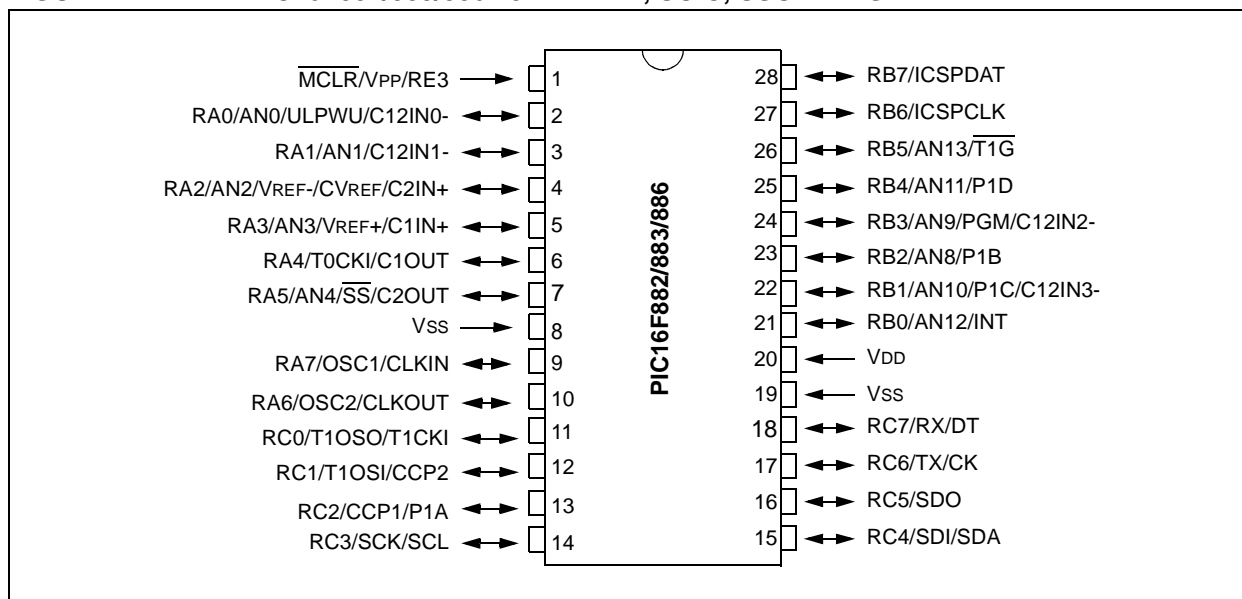 MCLR/VPP/RE3
RA0/AN0/ULPWU/C12IN0-
RA1/AN1/C12IN1-
RA2/AN2/VREF-/CVREF/C2IN+
RA3/AN3/VREF+/C1IN+
RA4/T0CKI/C1OUT
RA5/AN4/SS/C2OUT
VSS
RA7/OSC1/CLKIN
RA6/OSC2/CLKOUT
RC0/T1OSO/T1CKI
RC1/T1OSI/CCP2
RC2/CCP1/P1A
RC3/SCK/SCL
1
2
3
4
5
6
7
8
9
10
11
12
13
14
PIC16F882/883/886
28
27
26
25
24
23
22
21
20
19
18
17
16
15
RB7/ICSPDAT
RB6/ICSPCLK
RB5/AN13/T1G
RB4/AN11/P1D
RB3/AN9/PGM/C12IN2-
RB2/AN8/P1B
RB1/AN10/P1C/C12IN3-
RB0/AN12/INT
VDD
VSS
RC7/RX/DT
RC6/TX/CK
RC5/SDO
RC4/SDI/SDA